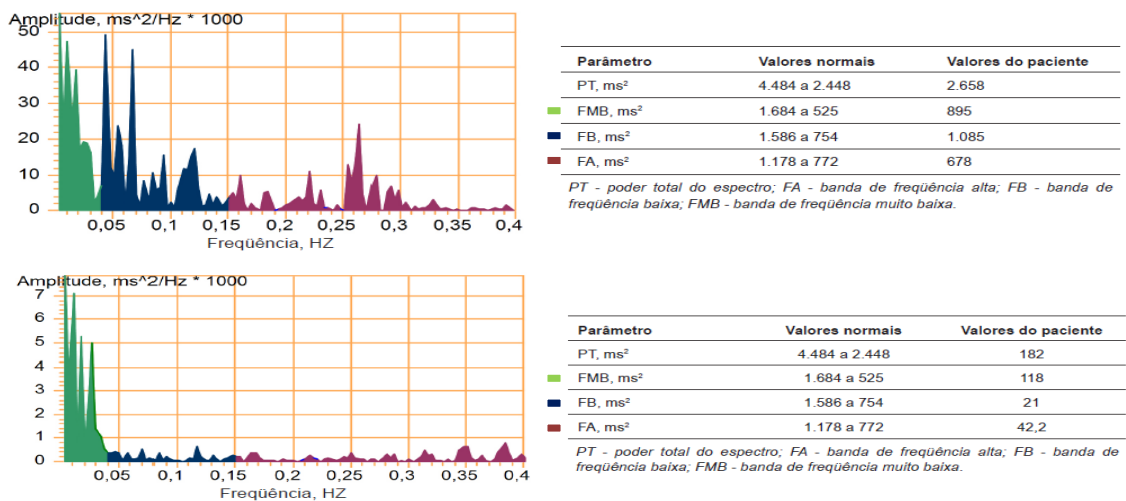 Amplitude, ms^2/Hz * 1000
50
40
30
20
10
0
0,05 0,1 0,15 0,2 0,25 0,3 0,35 0,4
Freqüência, HZ
Parâmetro Valores normais Valores do paciente
PT, ms² 4.484 a 2.448 2.658
FMB, ms² 1.684 a 525 895
FB, ms² 1.586 a 754 1.085
FA, ms² 1.178 a 772 678
PT - poder total do espectro; FA - banda de freqüência alta; FB - banda de
freqüência baixa; FMB - banda de freqüência muito baixa.
Amplitude, ms^2/Hz * 1000
7
6
5
4
3
2
1
0
0,05 0,1 0,15 0,2 0,25 0,3 0,35 0,4
Freqüência, HZ
Parâmetro Valores normais Valores do paciente
PT, ms² 4.484 a 2.448 182
FMB, ms² 1.684 a 525 118
FB, ms² 1.586 a 754 21
FA, ms² 1.178 a 772 42,2
PT - poder total do espectro; FA - banda de freqüência alta; FB - banda de
freqüência baixa; FMB - banda de freqüência muito baixa.